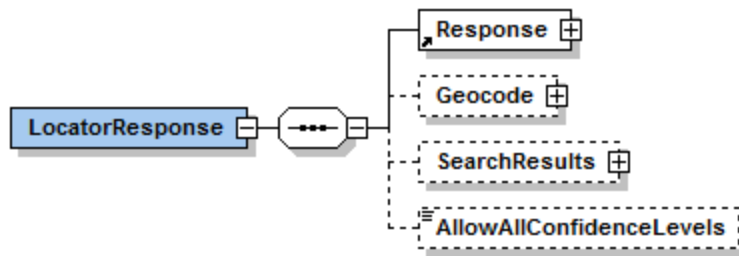 Response
Geocode
LocatorResponse
SearchResults
AllowAllConfidenceLevels